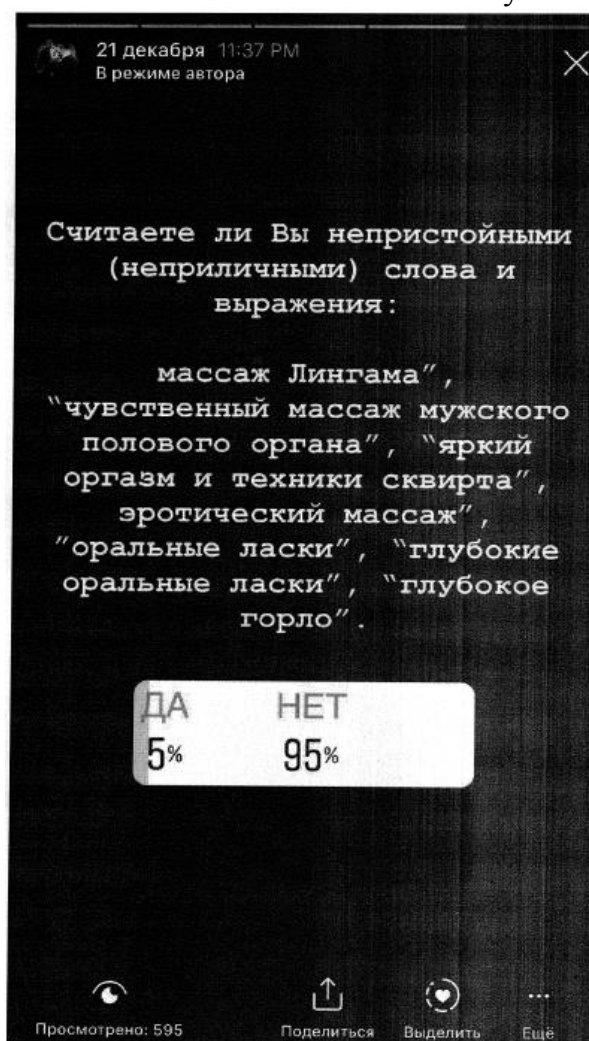 21 декабря 11:37 PM
В режиме автора
Считаете ли Вы непристойными
(неприличными) слова и
выражения:
массаж Лингама”,
“чувственный массаж мужского
полового органа”, “яркий
оргазм и техники сквирта”,
эротический массаж”,
”оральные ласки”, “глубокие
оральные ласки”, “глубокое
горло”.
ДА НЕТ
5% 95%
Просмотрено: 595 Поделиться Выделить Ещё